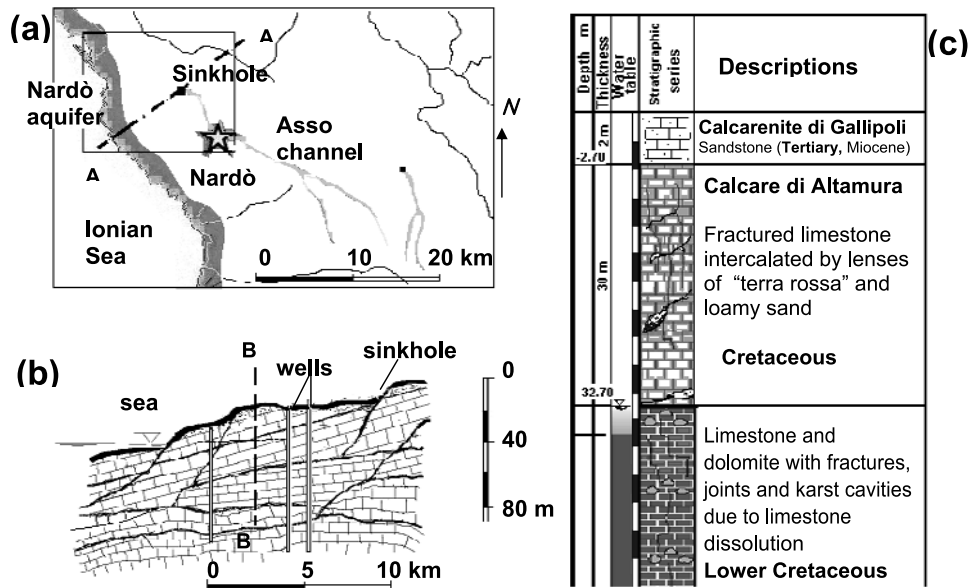 (a)
A
Sinkhole
Nardò
aquifer
Asso
channel
A
Nardò
Ionian
Sea
N
0 10 20 km
(b)
B
sinkhole
wells
sea
0
40
80 m
B
0 5 10 km
(c)
Depth m
Thickness
Water
table
Stratigraphic
series
Descriptions
2 m
-2.70
Calcarenite di Gallipoli
Sandstone (Tertiary, Miocene)
Calcare di Altamura
Fractured limestone
intercalated by lenses
of “terra rossa” and
loamy sand
30 m
Cretaceous
32.70
Limestone and
dolomite with fractures,
joints and karst cavities
due to limestone
dissolution
Lower Cretaceous